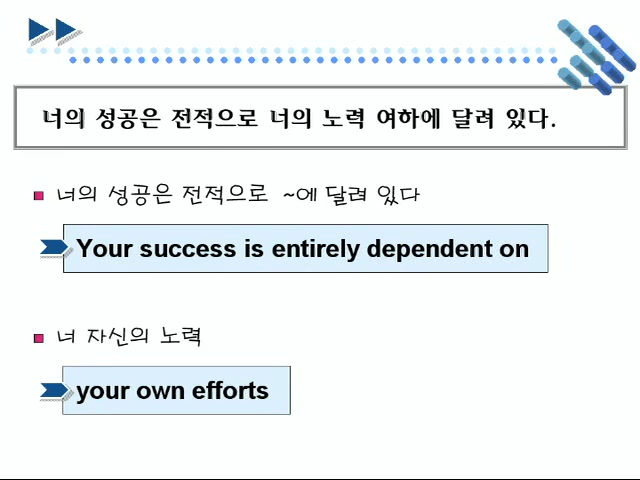 너의 성공은 전적으로 너의 노력 여하에 달려 있다.
너의 성공은 전적으로 ~에 달려 있다
Your success is entirely dependent on
너 자신의 노력
your own efforts